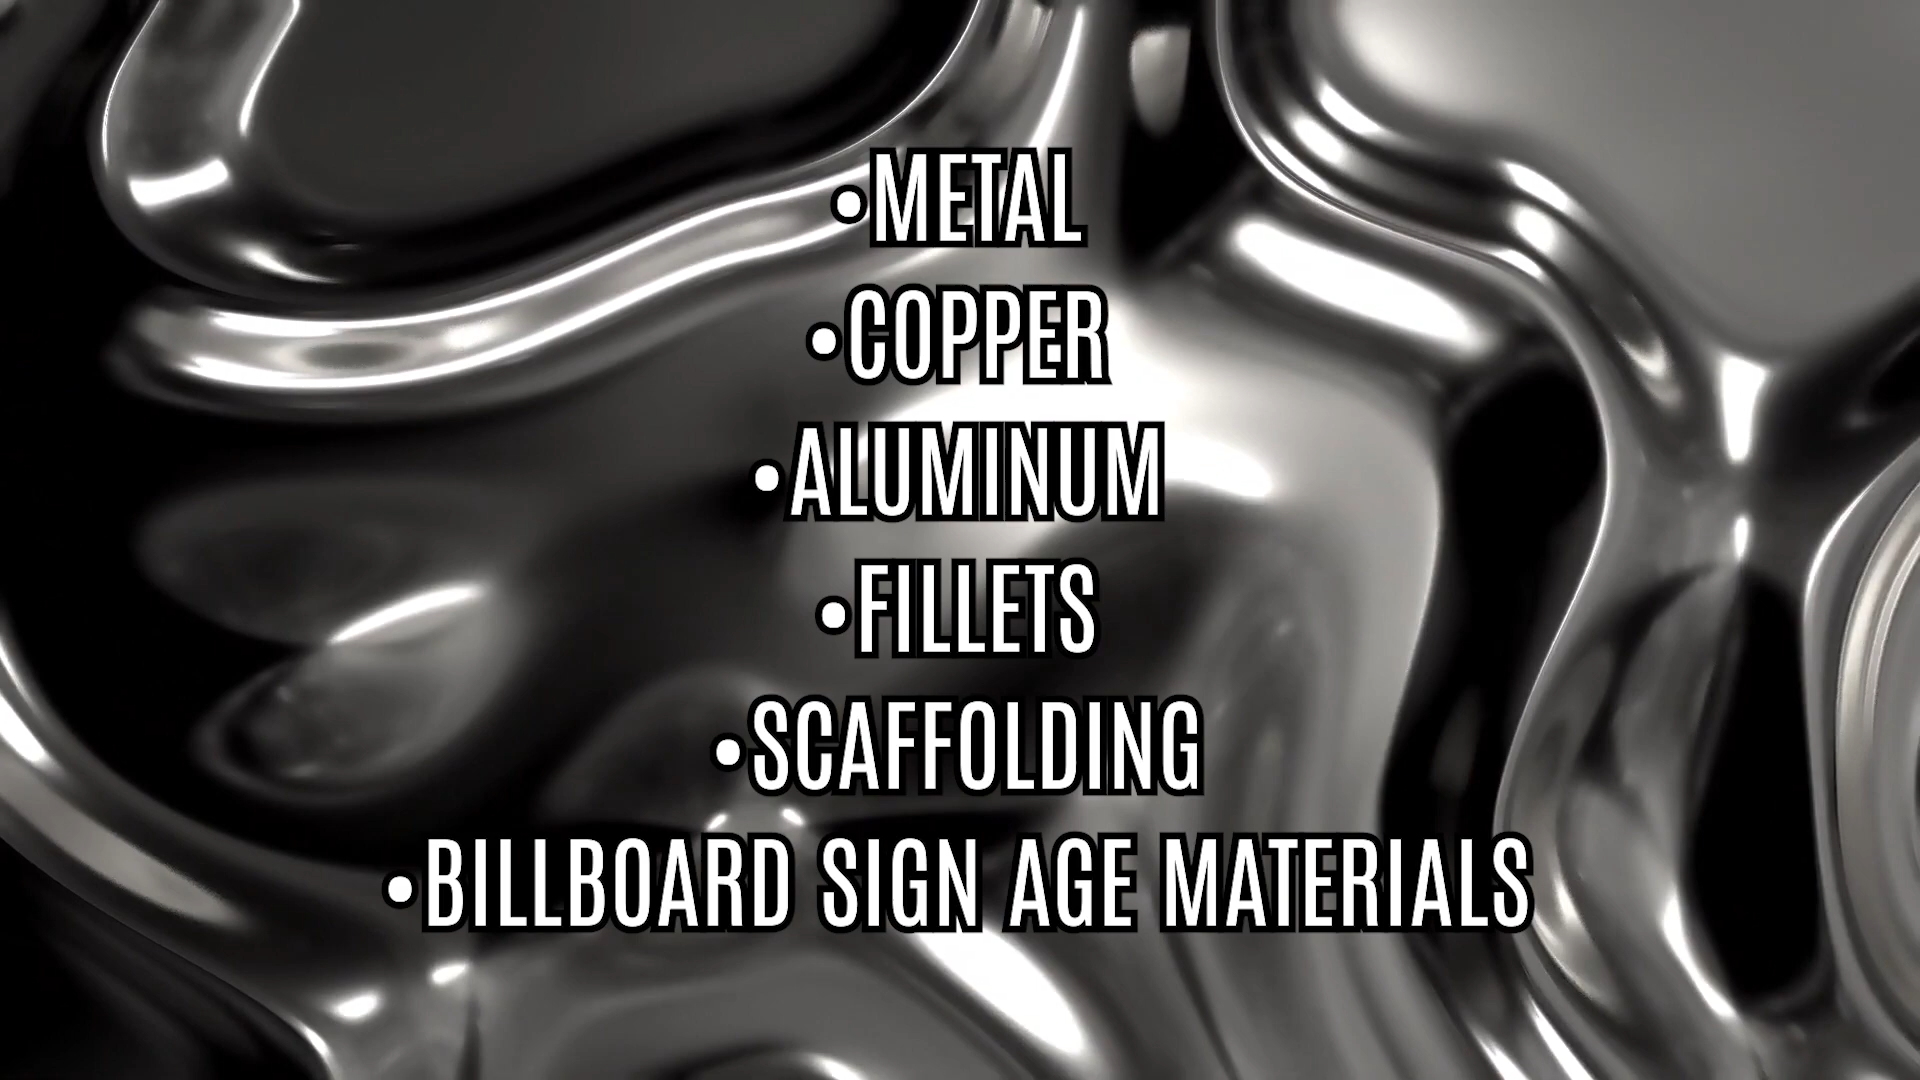 •METAL
•COPPER
•ALUMINUM
•FILLETS
•SCAFFOLDING
•BILLBOARD SIGN AGE MATERIALS